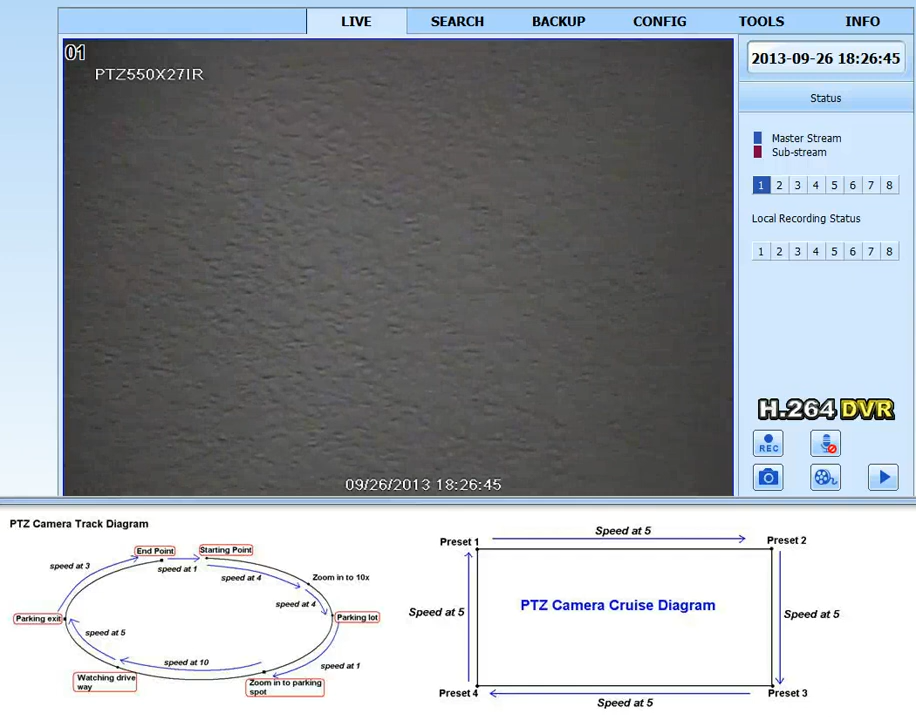 LIVE SEARCH BACKUP CONFIG TOOLS INFO
01
PTZ550X27IR
09/26/2013 18:26:45
2013-09-26 18:26:45
Status
Master Stream
Sub-stream
1 2 3 4 5 6 7 8
Local Recording Status
1 2 3 4 5 6 7 8
H.264 DVR
REC
PTZ Camera Track Diagram
End Point
Starting Point
speed at 3
speed at 1
speed at 4
Zoom in to 10x
speed at 4
Parking exit
Parking lot
speed at 5
speed at 10
speed at 1
Watching drive
way
Zoom in to parking
spot
Speed at 5
Preset 1
Preset 2
Speed at 5
PTZ Camera Cruise Diagram
Speed at 5
Preset 4
Preset 3
Speed at 5